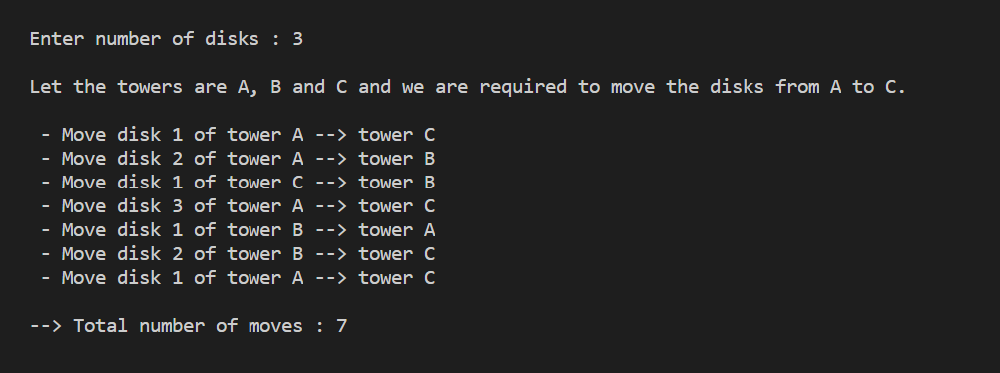 Enter number of disks : 3
Let the towers are A, B and C and we are required to move the disks from A to C.
- Move disk 1 of tower A --> tower C
- Move disk 2 of tower A --> tower B
- Move disk 1 of tower C --> tower B
- Move disk 3 of tower A --> tower C
- Move disk 1 of tower B --> tower A
- Move disk 2 of tower B --> tower C
- Move disk 1 of tower A --> tower C
--> Total number of moves : 7